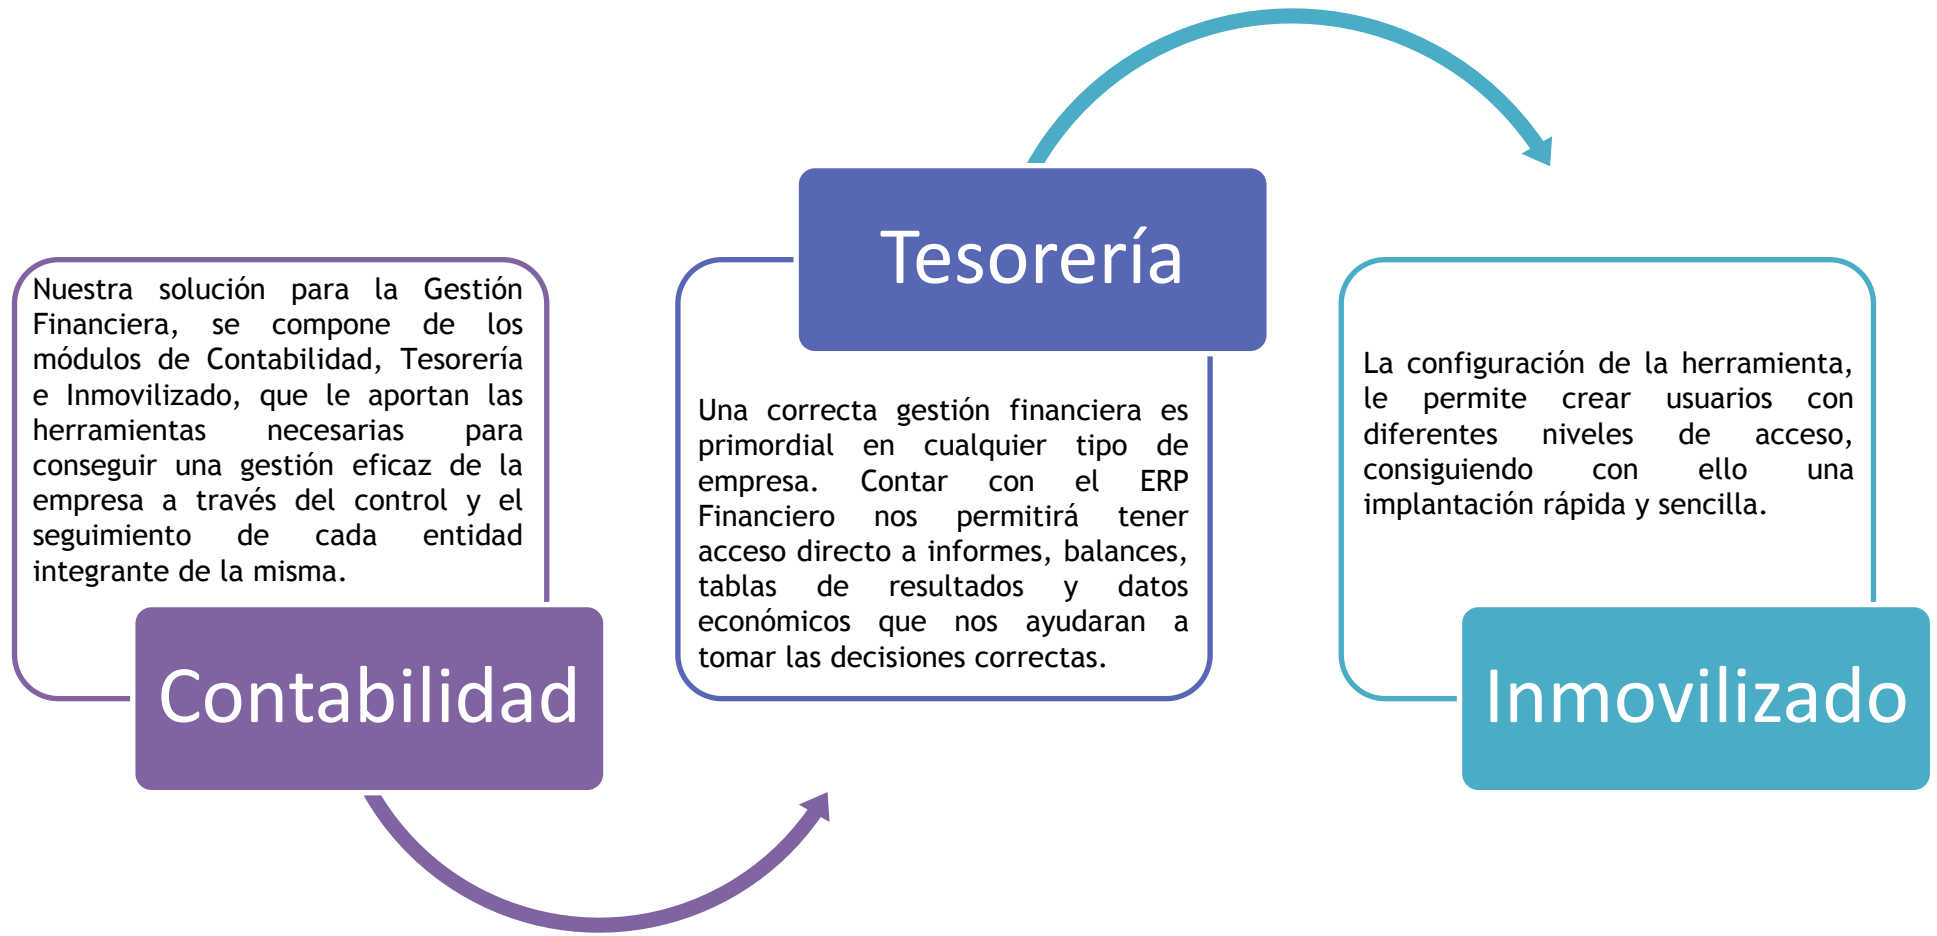 Nuestra solución para la Gestión
Financiera, se compone de los
módulos de Contabilidad, Tesorería
e Inmovilizado, que le aportan las
herramientas necesarias para
conseguir una gestión eficaz de la
empresa a través del control y el
seguimiento de cada entidad
integrante de la misma.
Contabilidad
Tesorería
Una correcta gestión financiera es
primordial en cualquier tipo de
empresa. Contar con el ERP
Financiero nos permitirá tener
acceso directo a informes, balances,
tablas de resultados y datos
económicos que nos ayudaran a
tomar las decisiones correctas.
La configuración de la herramienta,
le permite crear usuarios con
diferentes niveles de acceso,
consiguiendo con ello una
implantación rápida y sencilla.
Inmovilizado